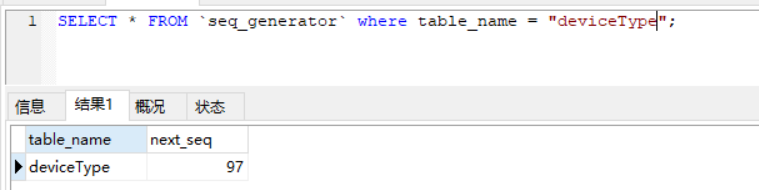 1 SELECT * FROM `seq_generator` where table_name = "deviceType";
信息 结果1 概况 状态
table_name next_seq
deviceType 97